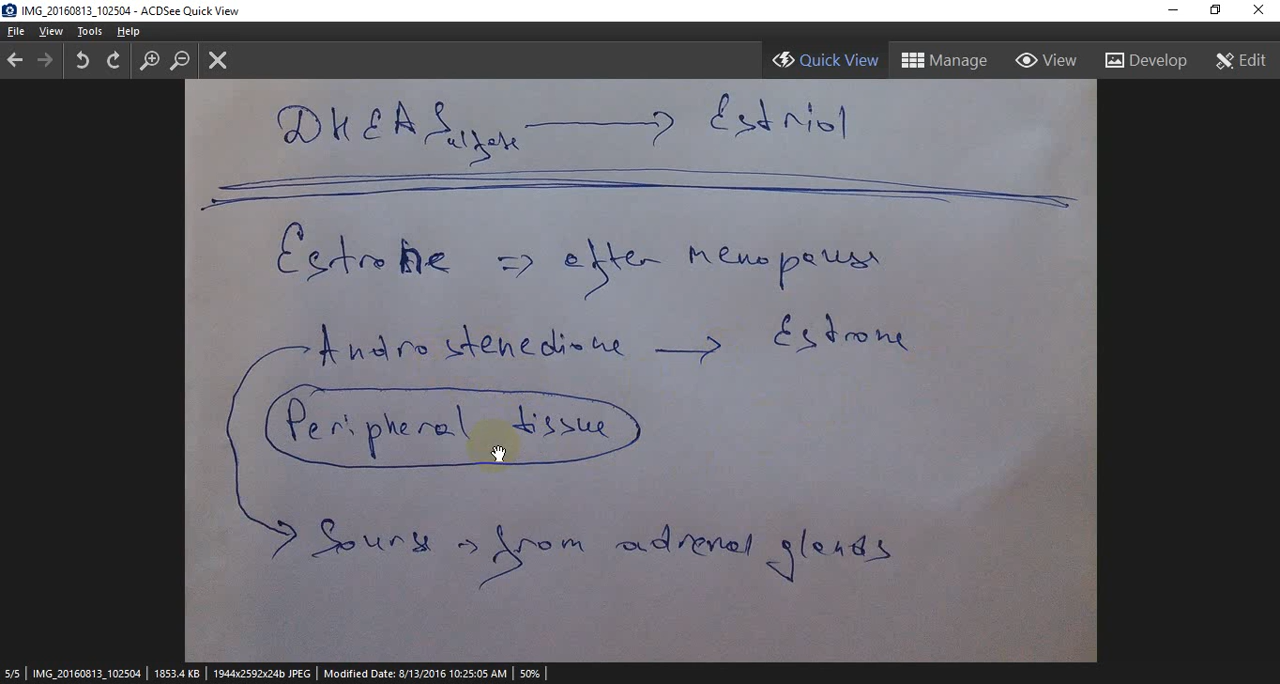 IMG_20160813_102504 - ACDSee Quick View
File View Tools Help
Quick View Manage View Develop Edit
DHEA Sulfate → Estriol
Estrone => after menopause
Androstenedione → Estrone
Peripheral tissue
Sourse → from adrenal glands
5/5 IMG_20160813_102504 1853.4 KB 1944x2592x24b JPEG Modified Date: 8/13/2016 10:25:05 AM 50%